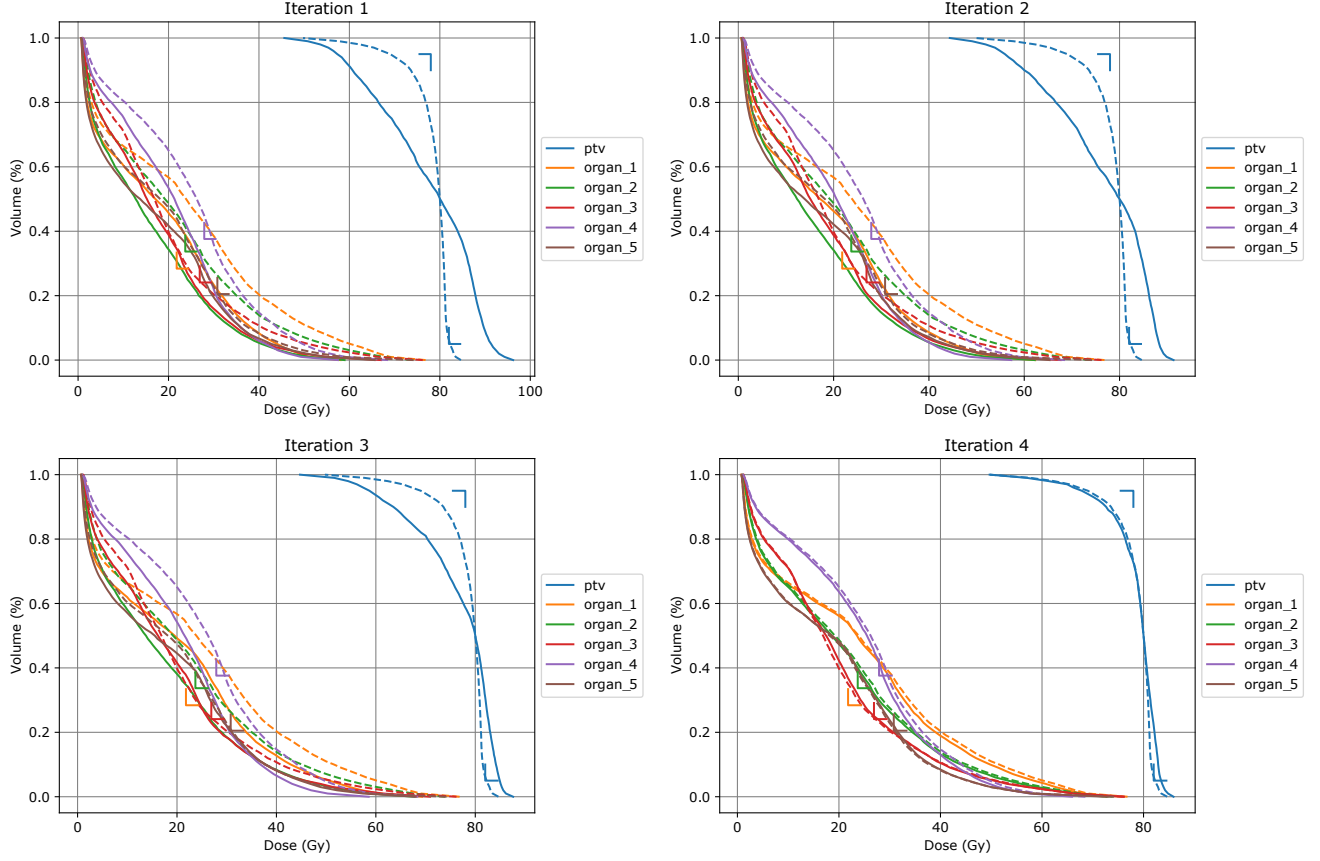 Iteration 1
Volume (%)
1.0
0.8
0.6
0.4
0.2
0.0
0
20
40
60
80
100
Dose (Gy)
ptv
organ_1
organ_2
organ_3
organ_4
organ_5
Iteration 2
Volume (%)
1.0
0.8
0.6
0.4
0.2
0.0
0
20
40
60
80
Dose (Gy)
ptv
organ_1
organ_2
organ_3
organ_4
organ_5
Iteration 3
Volume (%)
1.0
0.8
0.6
0.4
0.2
0.0
0
20
40
60
80
Dose (Gy)
ptv
organ_1
organ_2
organ_3
organ_4
organ_5
Iteration 4
Volume (%)
1.0
0.8
0.6
0.4
0.2
0.0
0
20
40
60
80
Dose (Gy)
ptv
organ_1
organ_2
organ_3
organ_4
organ_5